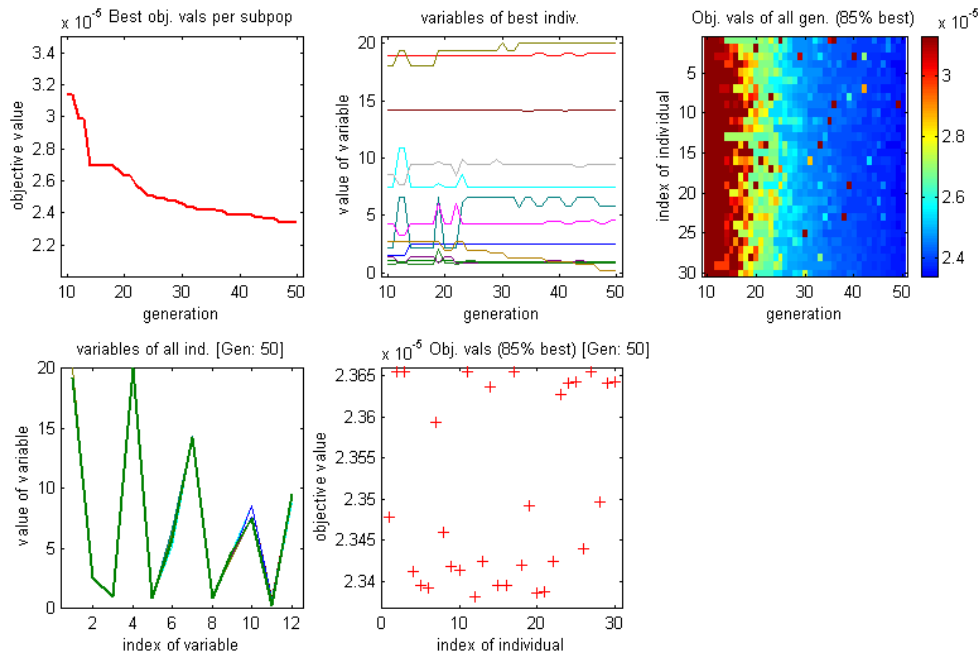 x 10^-5 Best obj. vals per subpop
3.4
3.2
3
2.8
2.6
2.4
2.2
objective value
10 20 30 40 50
generation
variables of best indiv.
20
15
10
5
0
value of variable
10 20 30 40 50
generation
Obj. vals of all gen. (85% best)
5
10
15
20
25
30
index of individual
10 20 30 40 50
generation
x 10^-5
3
2.8
2.6
2.4
variables of all ind. [Gen: 50]
20
15
10
5
0
value of variable
2 4 6 8 10 12
index of variable
x 10^-5 Obj. vals (85% best) [Gen: 50]
2.365
2.36
2.355
2.35
2.345
2.34
objective value
0 10 20 30
index of individual